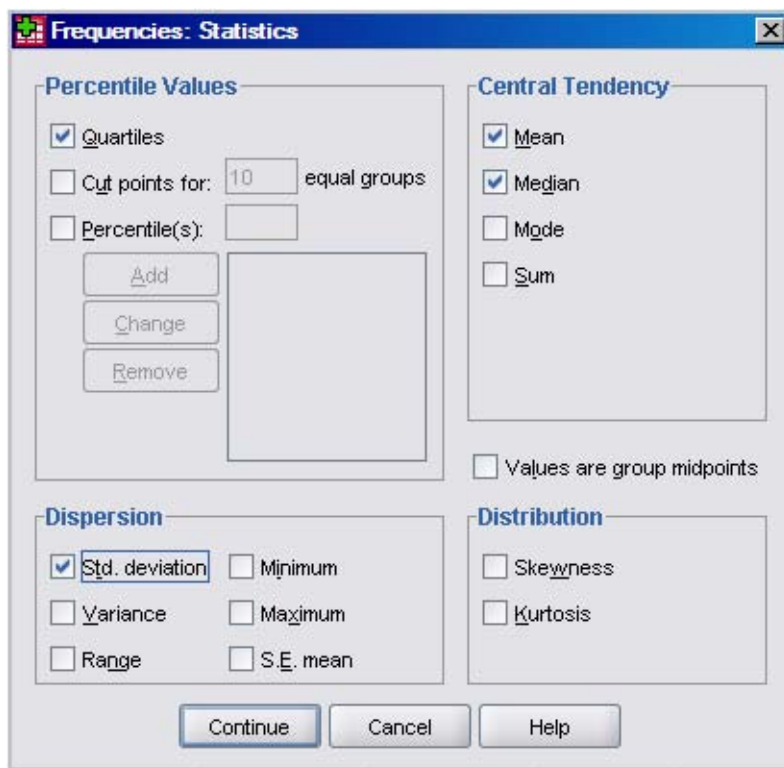 Frequencies: Statistics
Percentile Values
Quartiles
Cut points for: 10 equal groups
Percentile(s):
Add
Change
Remove
Central Tendency
Mean
Median
Mode
Sum
Values are group midpoints
Dispersion
Std. deviation Minimum
Variance Maximum
Range S.E. mean
Distribution
Skewness
Kurtosis
Continue Cancel Help